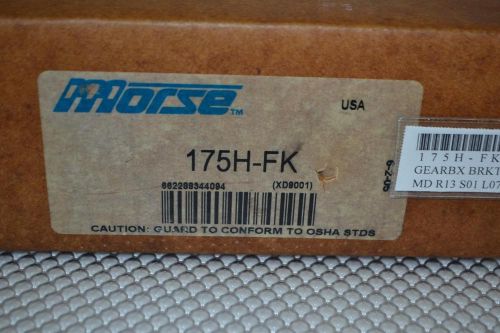 morse™
USA
175H-FK
662289344094 (XD9001)
CAUTION: GUARD TO CONFORM TO OSHA STDS
175H-FK
GEARBX BRKT
MD R13 S01 L07